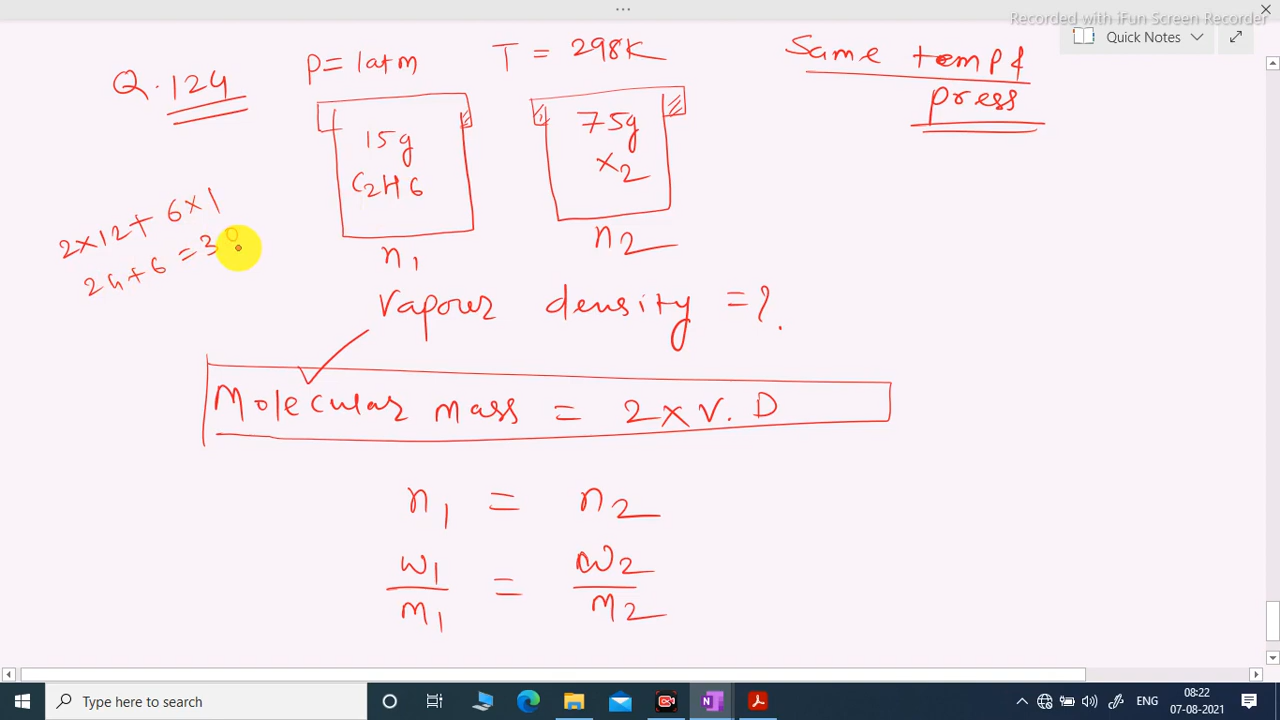 Recorded with iFun Screen Recorder
Quick Notes
Q.124
P = 1atm T = 298K
Same temp &
press
15g
C2H6
75g
X2
n1 n2
2×12+ 6×1
24+6 = 30
vapour density = ?
Molecular mass = 2 × V. D
n1 = n2
w1 = w2
m1 m2
Type here to search
ENG
08:22
07-08-2021